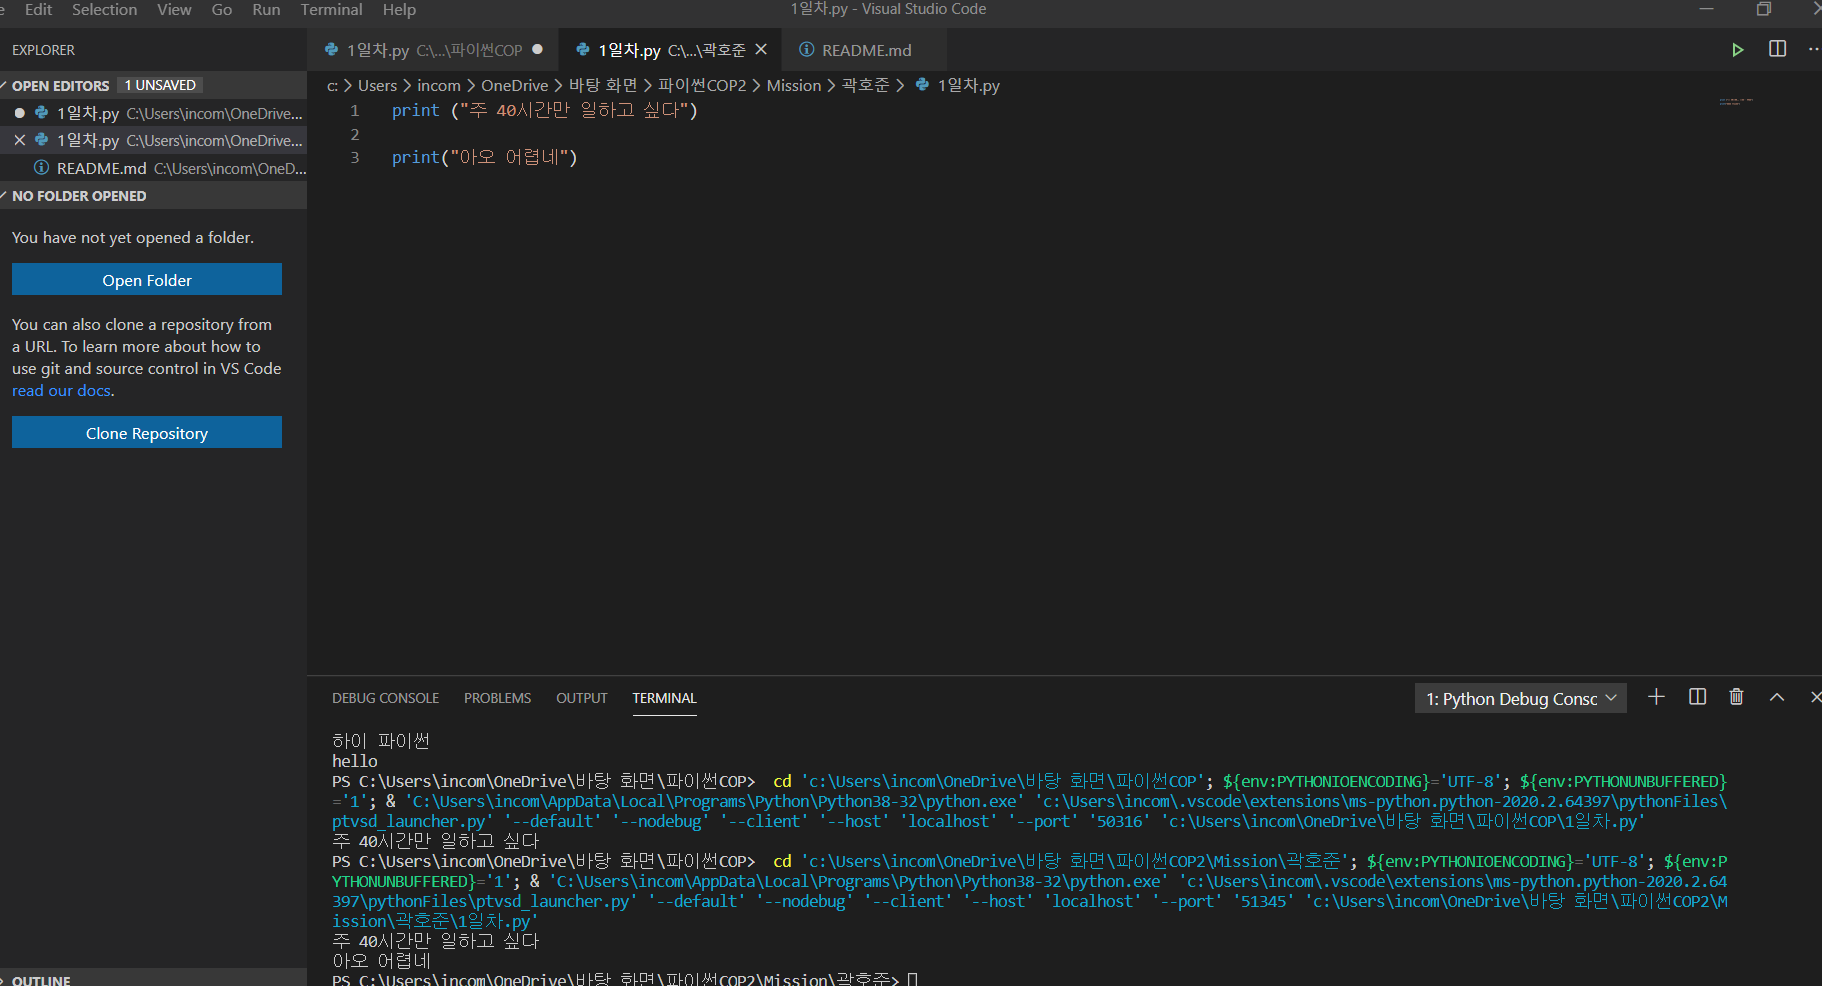 Edit Selection View Go Run Terminal Help
1일차.py - Visual Studio Code
EXPLORER
OPEN EDITORS 1 UNSAVED
1일차.py C:\Users\incom\OneDrive...
1일차.py C:\Users\incom\OneDrive...
README.md C:\Users\incom\OneD...
NO FOLDER OPENED
You have not yet opened a folder.
Open Folder
You can also clone a repository from
a URL. To learn more about how to
use git and source control in VS Code
read our docs.
Clone Repository
OUTLINE
1일차.py C:\...\파이썬COP
1일차.py C:\...\곽호준
README.md
c: > Users > incom > OneDrive > 바탕 화면 > 파이썬COP2 > Mission > 곽호준 > 1일차.py
1 print ("주 40시간만 일하고 싶다")
2
3 print("아오 어렵네")
DEBUG CONSOLE PROBLEMS OUTPUT TERMINAL
1: Python Debug Consc
하이 파이썬
hello
PS C:\Users\incom\OneDrive\바탕 화면\파이썬COP> cd 'c:\Users\incom\OneDrive\바탕 화면\파이썬COP'; ${env:PYTHONIOENCODING}='UTF-8'; ${env:PYTHONUNBUFFERED}
='1'; & 'C:\Users\incom\AppData\Local\Programs\Python\Python38-32\python.exe' 'c:\Users\incom\.vscode\extensions\ms-python.python-2020.2.64397\pythonFiles\
ptvsd_launcher.py' '--default' '--nodebug' '--client' '--host' 'localhost' '--port' '50316' 'c:\Users\incom\OneDrive\바탕 화면\파이썬COP\1일차.py'
주 40시간만 일하고 싶다
PS C:\Users\incom\OneDrive\바탕 화면\파이썬COP> cd 'c:\Users\incom\OneDrive\바탕 화면\파이썬COP2\Mission\곽호준'; ${env:PYTHONIOENCODING}='UTF-8'; ${env:P
YTHONUNBUFFERED}='1'; & 'C:\Users\incom\AppData\Local\Programs\Python\Python38-32\python.exe' 'c:\Users\incom\.vscode\extensions\ms-python.python-2020.2.64
397\pythonFiles\ptvsd_launcher.py' '--default' '--nodebug' '--client' '--host' 'localhost' '--port' '51345' 'c:\Users\incom\OneDrive\바탕 화면\파이썬COP2\M
ission\곽호준\1일차.py'
주 40시간만 일하고 싶다
아오 어렵네
PS C:\Users\incom\OneDrive\바탕 화면\파이썬COP2\Mission\곽호준>